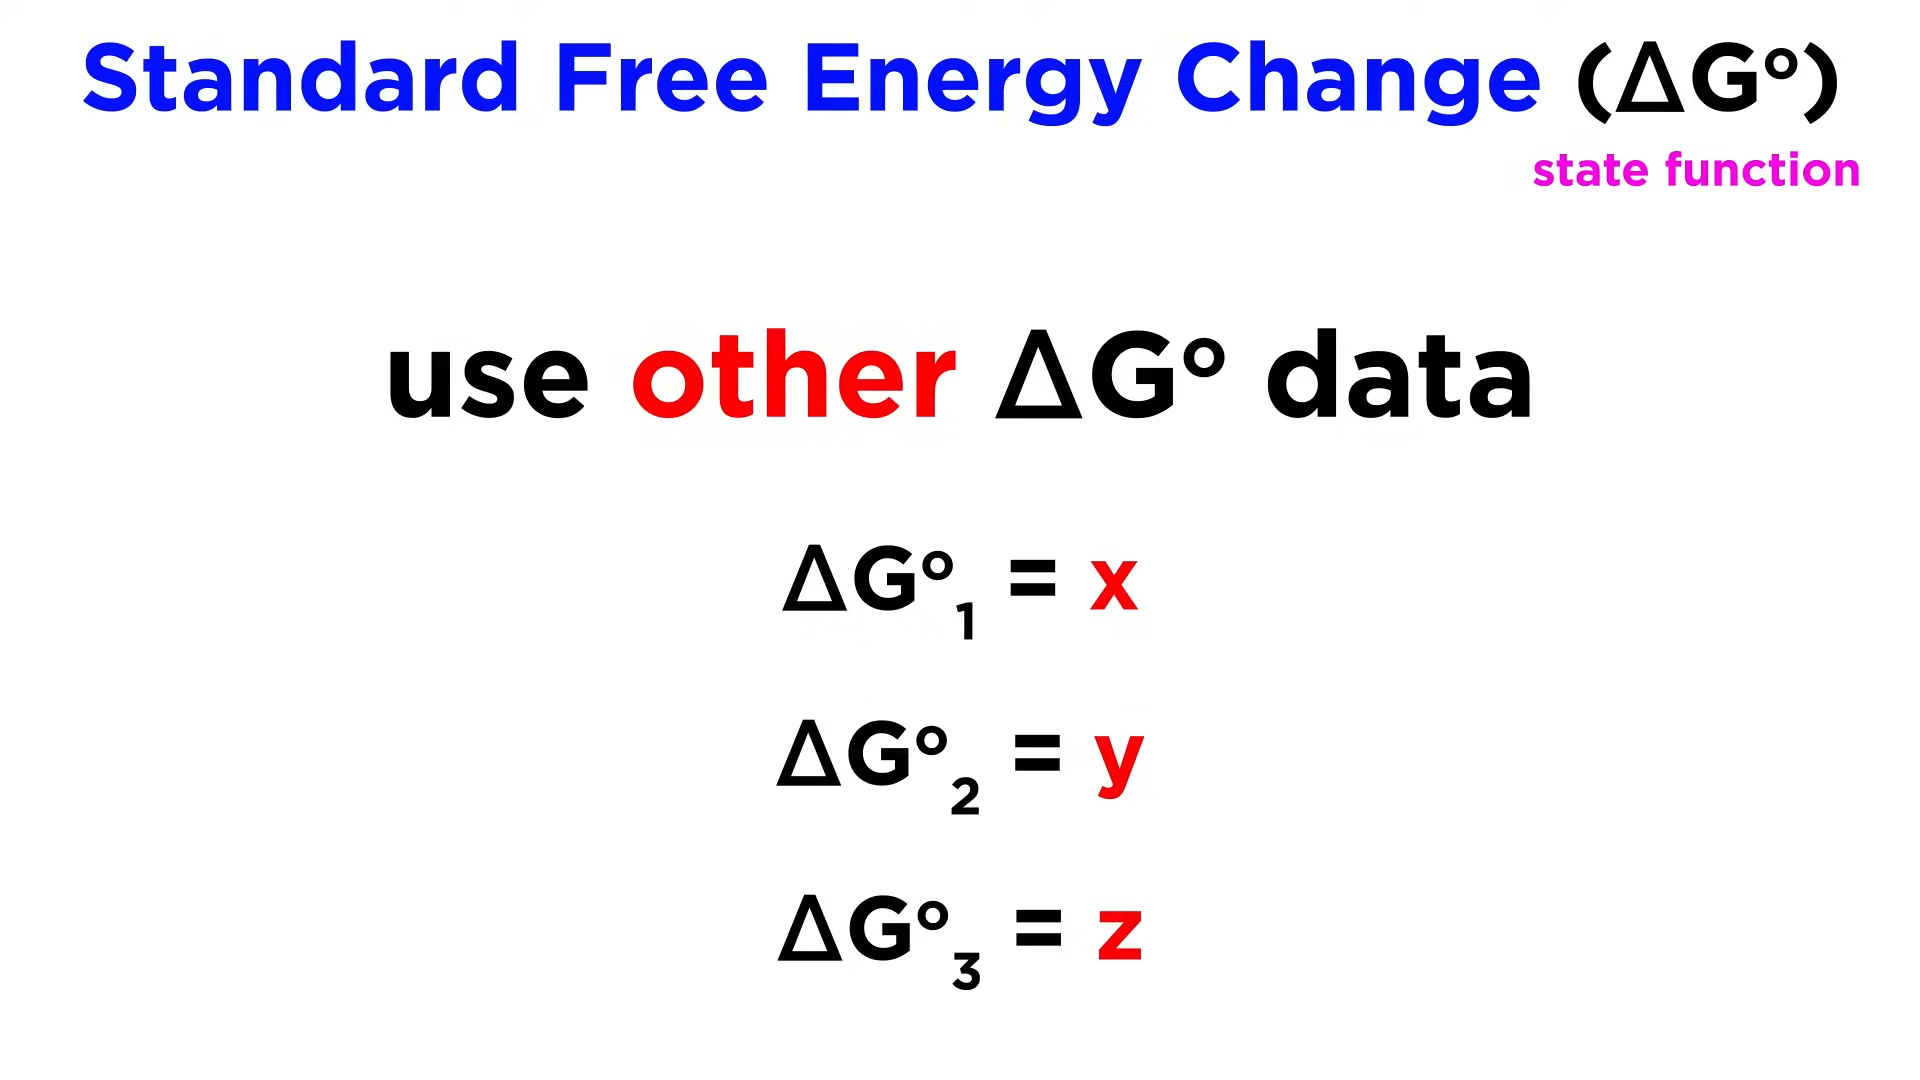 Standard Free Energy Change (ΔG°)
state function
use other ΔG° data
ΔG°₁ = x
ΔG°₂ = y
ΔG°₃ = z